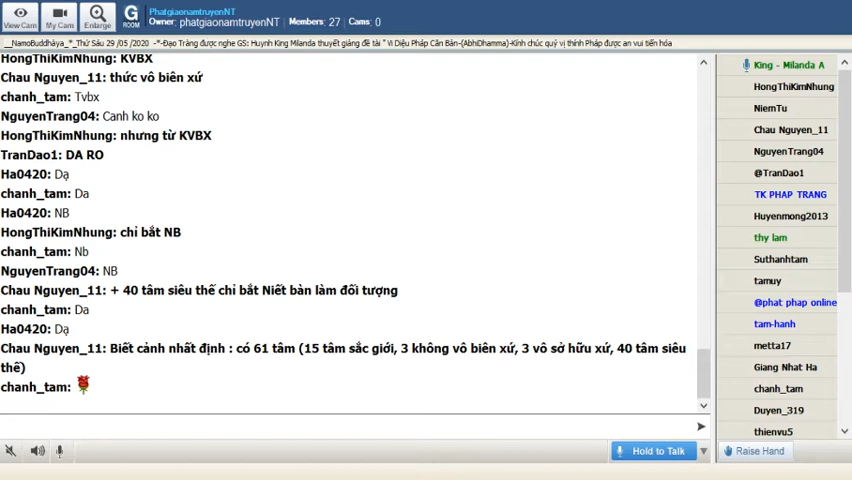 PhatgiaonamtruyenNT
Owner: phatgiaonamtruyenNT Members: 27 Cams: 0
View Cam My Cam Enlarge G ROOM
__NamoBuddhàya_*_Thứ Sáu 29 /05 /2020 -*-Đạo Tràng được nghe GS: Huynh King Milanda thuyết giảng đề tài " Vi Diệu Pháp Căn Bản-(AbhiDhamma)-Kính chúc quý vị thính Pháp được an vui tiến hóa
HongThiKimNhung: KVBX
Chau Nguyen_11: thức vô biên xứ
chanh_tam: Tvbx
NguyenTrang04: Canh ko ko
HongThiKimNhung: nhưng từ KVBX
TranDao1: DA RO
Ha0420: Dạ
chanh_tam: Da
Ha0420: NB
HongThiKimNhung: chỉ bắt NB
chanh_tam: Nb
NguyenTrang04: NB
Chau Nguyen_11: + 40 tâm siêu thế chỉ bắt Niết bàn làm đối tượng
chanh_tam: Da
Ha0420: Dạ
Chau Nguyen_11: Biết cảnh nhất định : có 61 tâm (15 tâm sắc giới, 3 không vô biên xứ, 3 vô sở hữu xứ, 40 tâm siêu
thế)
chanh_tam:
King - Milanda A
HongThiKimNhung
NiemTu
Chau Nguyen_11
NguyenTrang04
@TranDao1
TK PHAP TRANG
Huyenmong2013
thy lam
Suthanhtam
tamuy
@phat phap online
tam-hanh
metta17
Giang Nhat Ha
chanh_tam
Duyen_319
thienvu5
Hold to Talk
Raise Hand